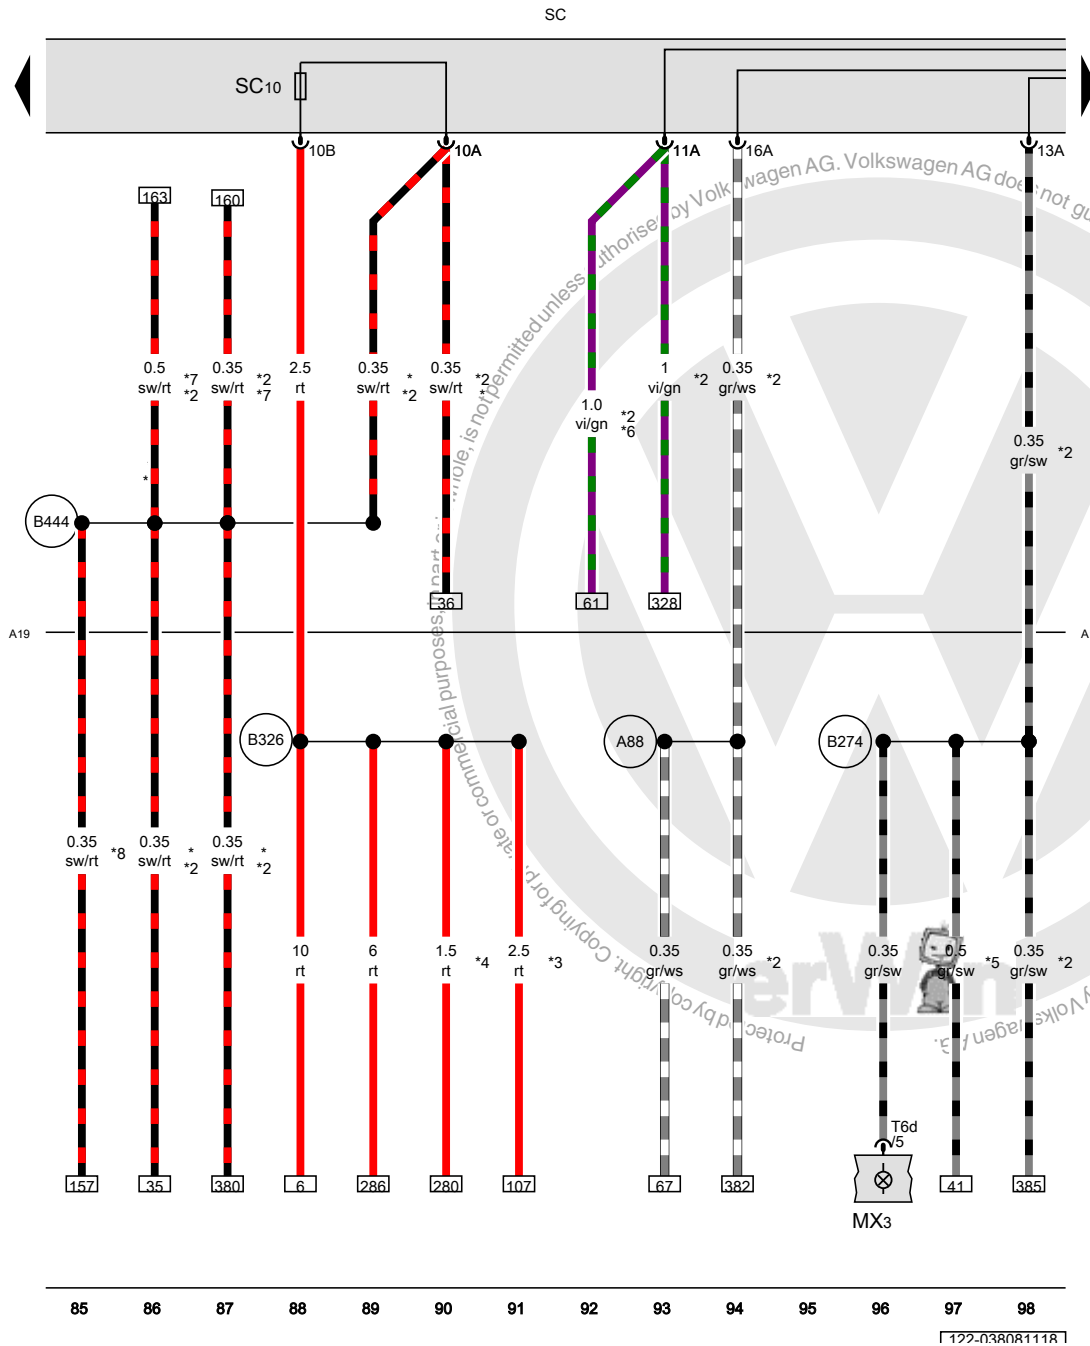 SC
SC10
10B
10A
11A
16A
13A
163
160
0.5
sw/rt
*7
*2
0.35
sw/rt
*2
*7
2.5
rt
0.35
sw/rt
*
*2
0.35
sw/rt
*2
*
1.0
vi/gn
*2
*6
1
vi/gn
*2
0.35
gr/ws
*2
0.35
gr/sw
*2
*
B444
36
61
328
A19
A
B326
A88
B274
0.35
sw/rt
*8
0.35
sw/rt
*
*2
0.35
sw/rt
*
*2
10
rt
6
rt
1.5
rt
*4
2.5
rt
*3
0.35
gr/ws
0.35
gr/ws
*2
0.35
gr/sw
0.5
gr/sw
*5
0.35
gr/sw
*2
T6d
/5
157
35
380
6
286
280
107
67
382
41
385
MX3
85 86 87 88 89 90 91 92 93 94 95 96 97 98
122-038081118
Protected by copyright. Copying for private or commercial purposes, in part or in whole, is not permitted unless authorised by Volkswagen AG. Volkswagen AG does not gu
by Volkswagen AG.
erWin